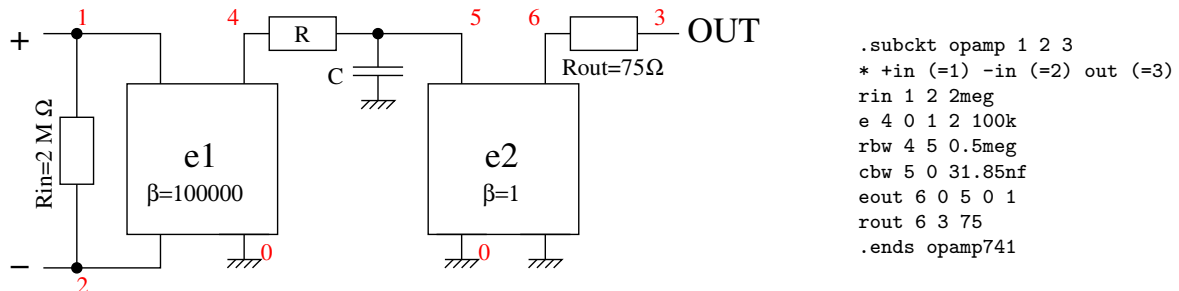 1
4
5
6
3
+
R
OUT
C
Rout=75Ω
Rin=2 M Ω
e1
β=100000
e2
β=1
0
0
−
2
.subckt opamp 1 2 3
* +in (=1) -in (=2) out (=3)
rin 1 2 2meg
e 4 0 1 2 100k
rbw 4 5 0.5meg
cbw 5 0 31.85nf
eout 6 0 5 0 1
rout 6 3 75
.ends opamp741